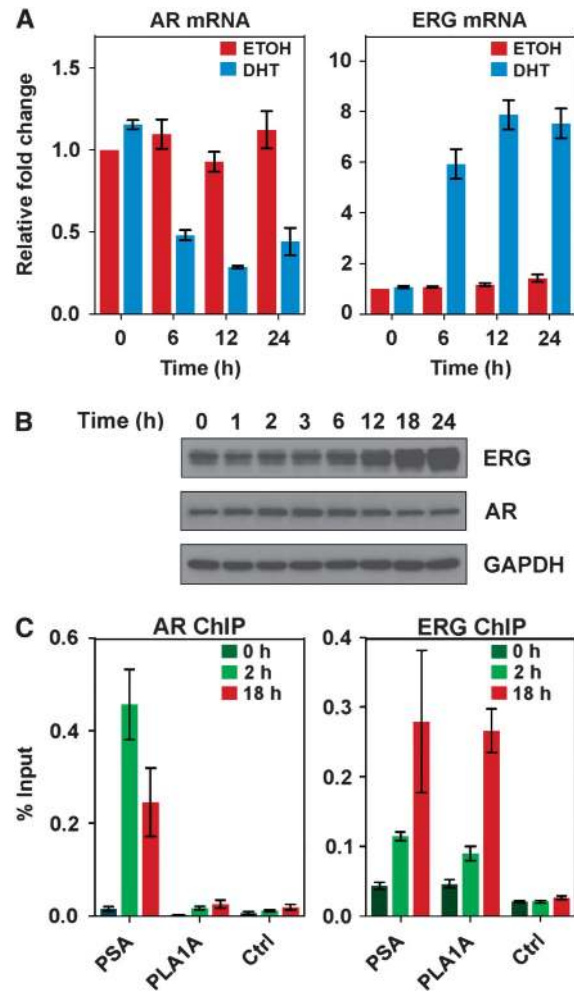 A
AR mRNA
ERG mRNA
Relative fold change
1.5
1.0
0.5
0.0
ETOH
DHT
0 6 12 24
Time (h)
10
8
6
4
2
0
ETOH
DHT
0 6 12 24
Time (h)
B
Time (h) 0 1 2 3 6 12 18 24
ERG
AR
GAPDH
C
AR ChIP
ERG ChIP
% Input
0.6
0.4
0.2
0.0
0 h
2 h
18 h
PSA PLA1A Ctrl
0.4
0.3
0.2
0.1
0.0
0 h
2 h
18 h
PSA PLA1A Ctrl